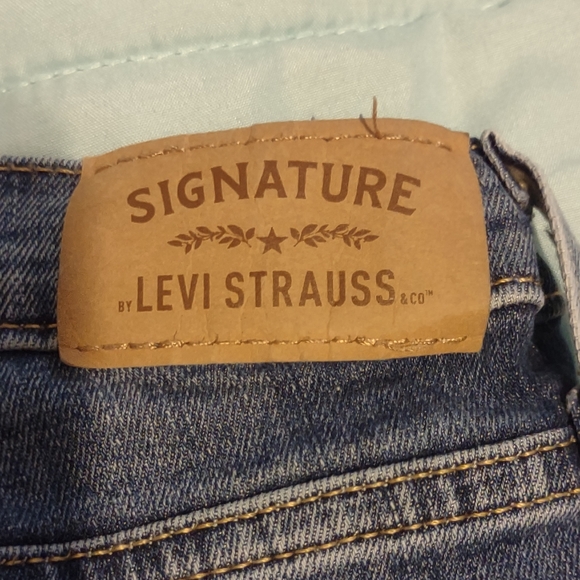 SIGNATURE
BY LEVI STRAUSS & CO™